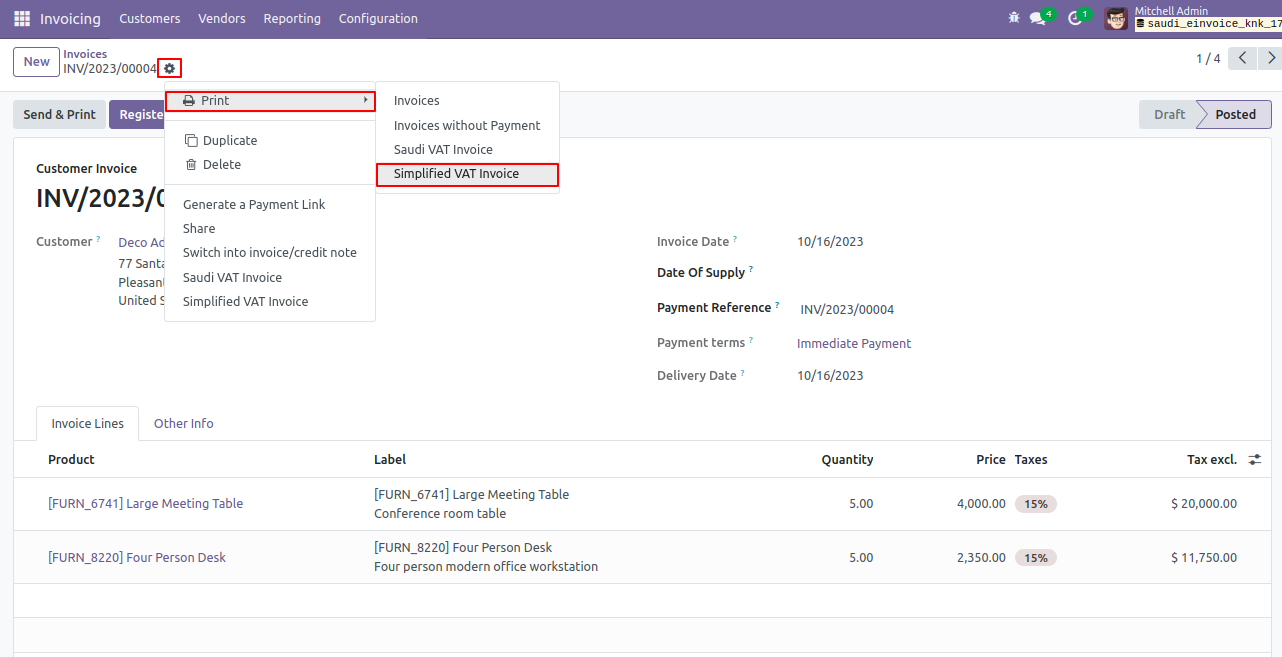 Invoicing Customers Vendors Reporting Configuration 4 1 Mitchell Admin
saudi_einvoice_knk_17
New Invoices
INV/2023/00004
1 / 4
Send & Print Registe
Draft Posted
Print
Duplicate
Delete
Generate a Payment Link
Share
Switch into invoice/credit note
Saudi VAT Invoice
Simplified VAT Invoice
Invoices
Invoices without Payment
Saudi VAT Invoice
Simplified VAT Invoice
Customer Invoice
INV/2023/0
Customer ? Deco Ad
77 Santa
Pleasant
United S
Invoice Date ? 10/16/2023
Date Of Supply ?
Payment Reference ? INV/2023/00004
Payment terms ? Immediate Payment
Delivery Date ? 10/16/2023
Invoice Lines Other Info
Product Label Quantity Price Taxes Tax excl.
[FURN_6741] Large Meeting Table [FURN_6741] Large Meeting Table 5.00 4,000.00 15% $ 20,000.00
Conference room table
[FURN_8220] Four Person Desk [FURN_8220] Four Person Desk 5.00 2,350.00 15% $ 11,750.00
Four person modern office workstation